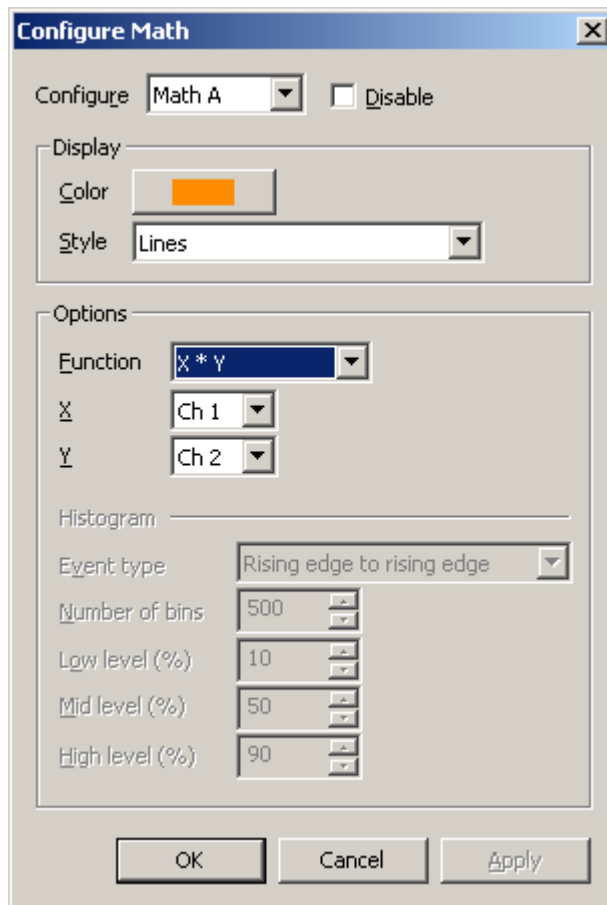 Configure Math
Configure Math A Disable
Display
Color
Style Lines
Options
Function X * Y
X Ch 1
Y Ch 2
Histogram
Event type Rising edge to rising edge
Number of bins 500
Low level (%) 10
Mid level (%) 50
High level (%) 90
OK Cancel Apply